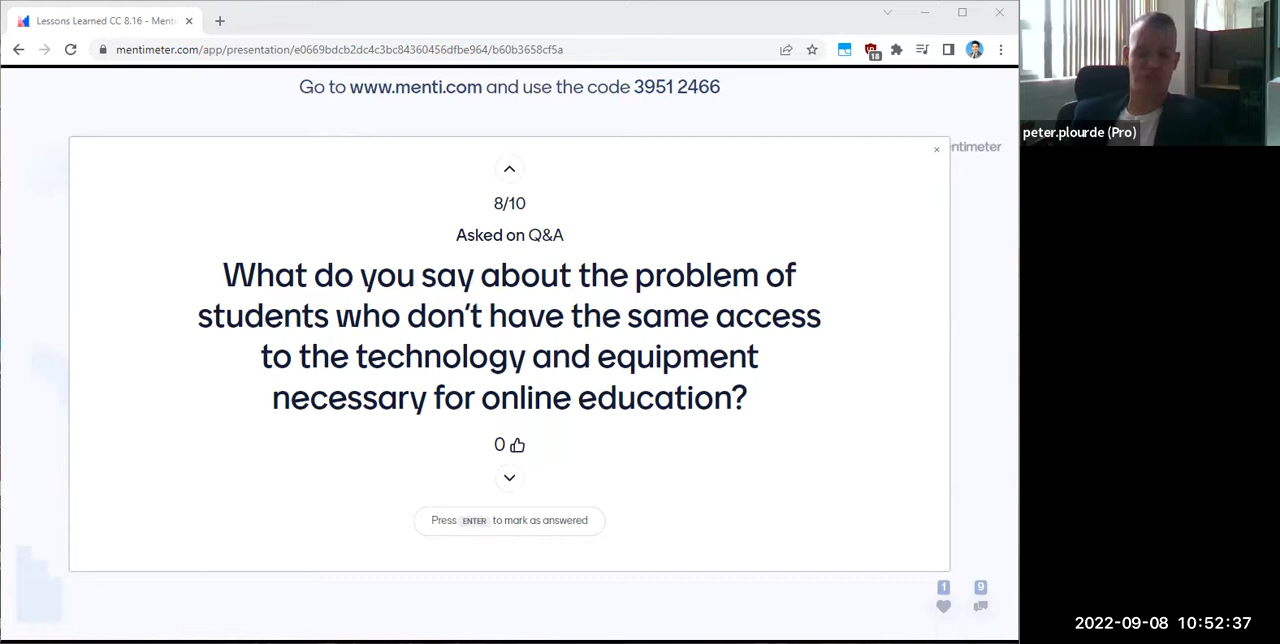 Lessons Learned CC 8.16 - Menti
mentimeter.com/app/presentation/e0669bdcb2dc4c3bc84360456dfbe964/b60b3658cf5a
18
Go to www.menti.com and use the code 3951 2466
entimeter
8/10
Asked on Q&A
What do you say about the problem of
students who don't have the same access
to the technology and equipment
necessary for online education?
0
Press ENTER to mark as answered
1 9
peter.plourde (Pro)
2022-09-08 10:52:37